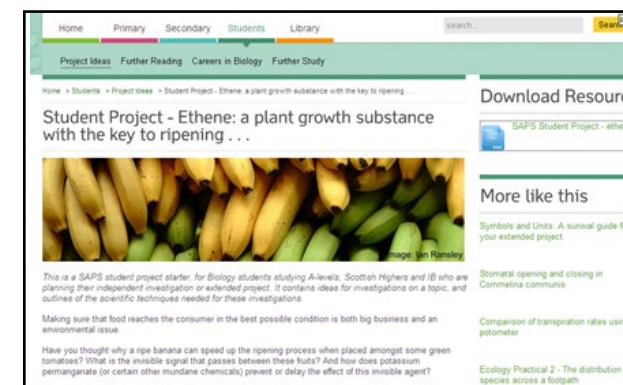 Home Primary Secondary Students Library
search...
Project Ideas Further Reading Careers in Biology Further Study
Home > Students > Project Ideas > Student Project - Ethene: a plant growth substance with the key to ripening . . .
Student Project - Ethene: a plant growth substance
with the key to ripening . . .
Image: Ian Ransley
This is a SAPS student project starter, for Biology students studying A-levels, Scottish Highers and IB who are
planning their independent investigation or extended project. It contains ideas for investigations on a topic, and
outlines of the scientific techniques needed for these investigations.
Making sure that food reaches the consumer in the best possible condition is both big business and an
environmental issue.
Have you thought why a ripe banana can speed up the ripening process when placed amongst some green
tomatoes? What is the invisible signal that passes between these fruits? And how does potassium
permanganate (or certain other mundane chemicals) prevent or delay the effect of this invisible agent?
Download Resour
SAPS Student Project - ethe
More like this
Symbols and Units: A survival guide f
your extended project
Stomatal opening and closing in
Commelina communis
Comparison of transpiration rates usin
potometer
Ecology Practical 2 - The distribution
species across a footpath